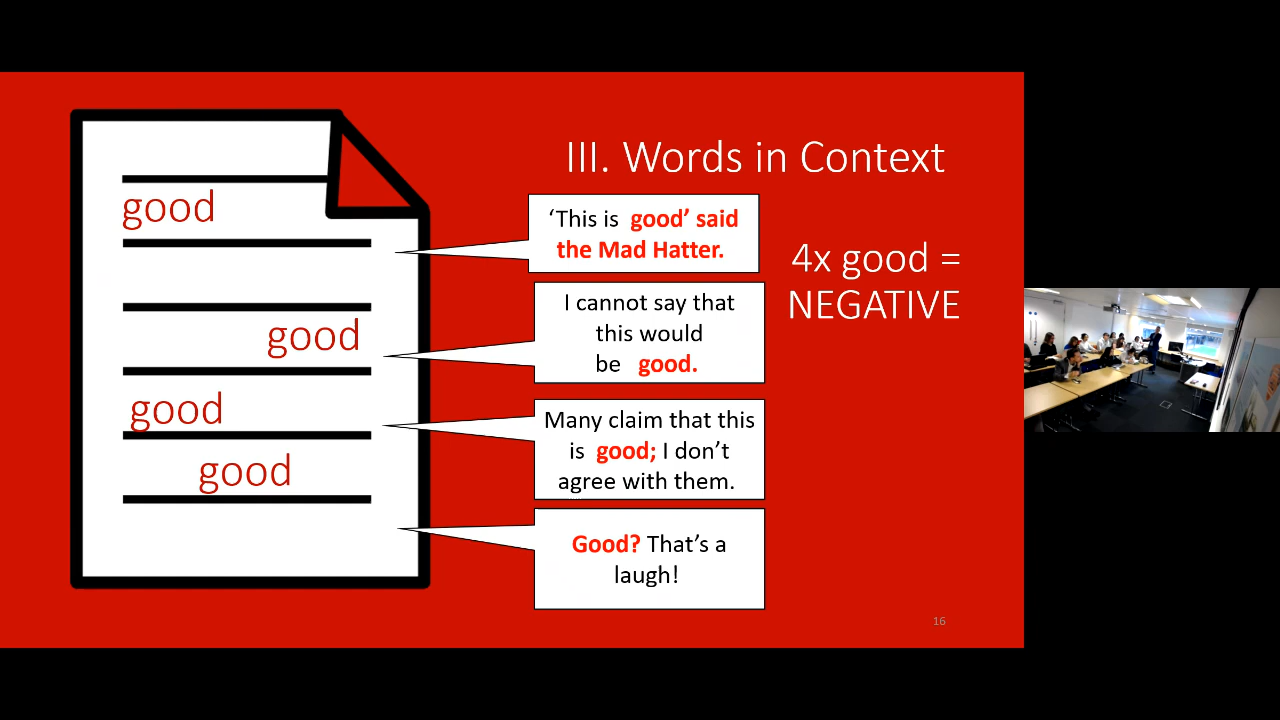 III. Words in Context
good
good
good
good
‘This is good’ said
the Mad Hatter.
I cannot say that
this would
be good.
Many claim that this
is good; I don’t
agree with them.
Good? That’s a
laugh!
4x good =
NEGATIVE
16